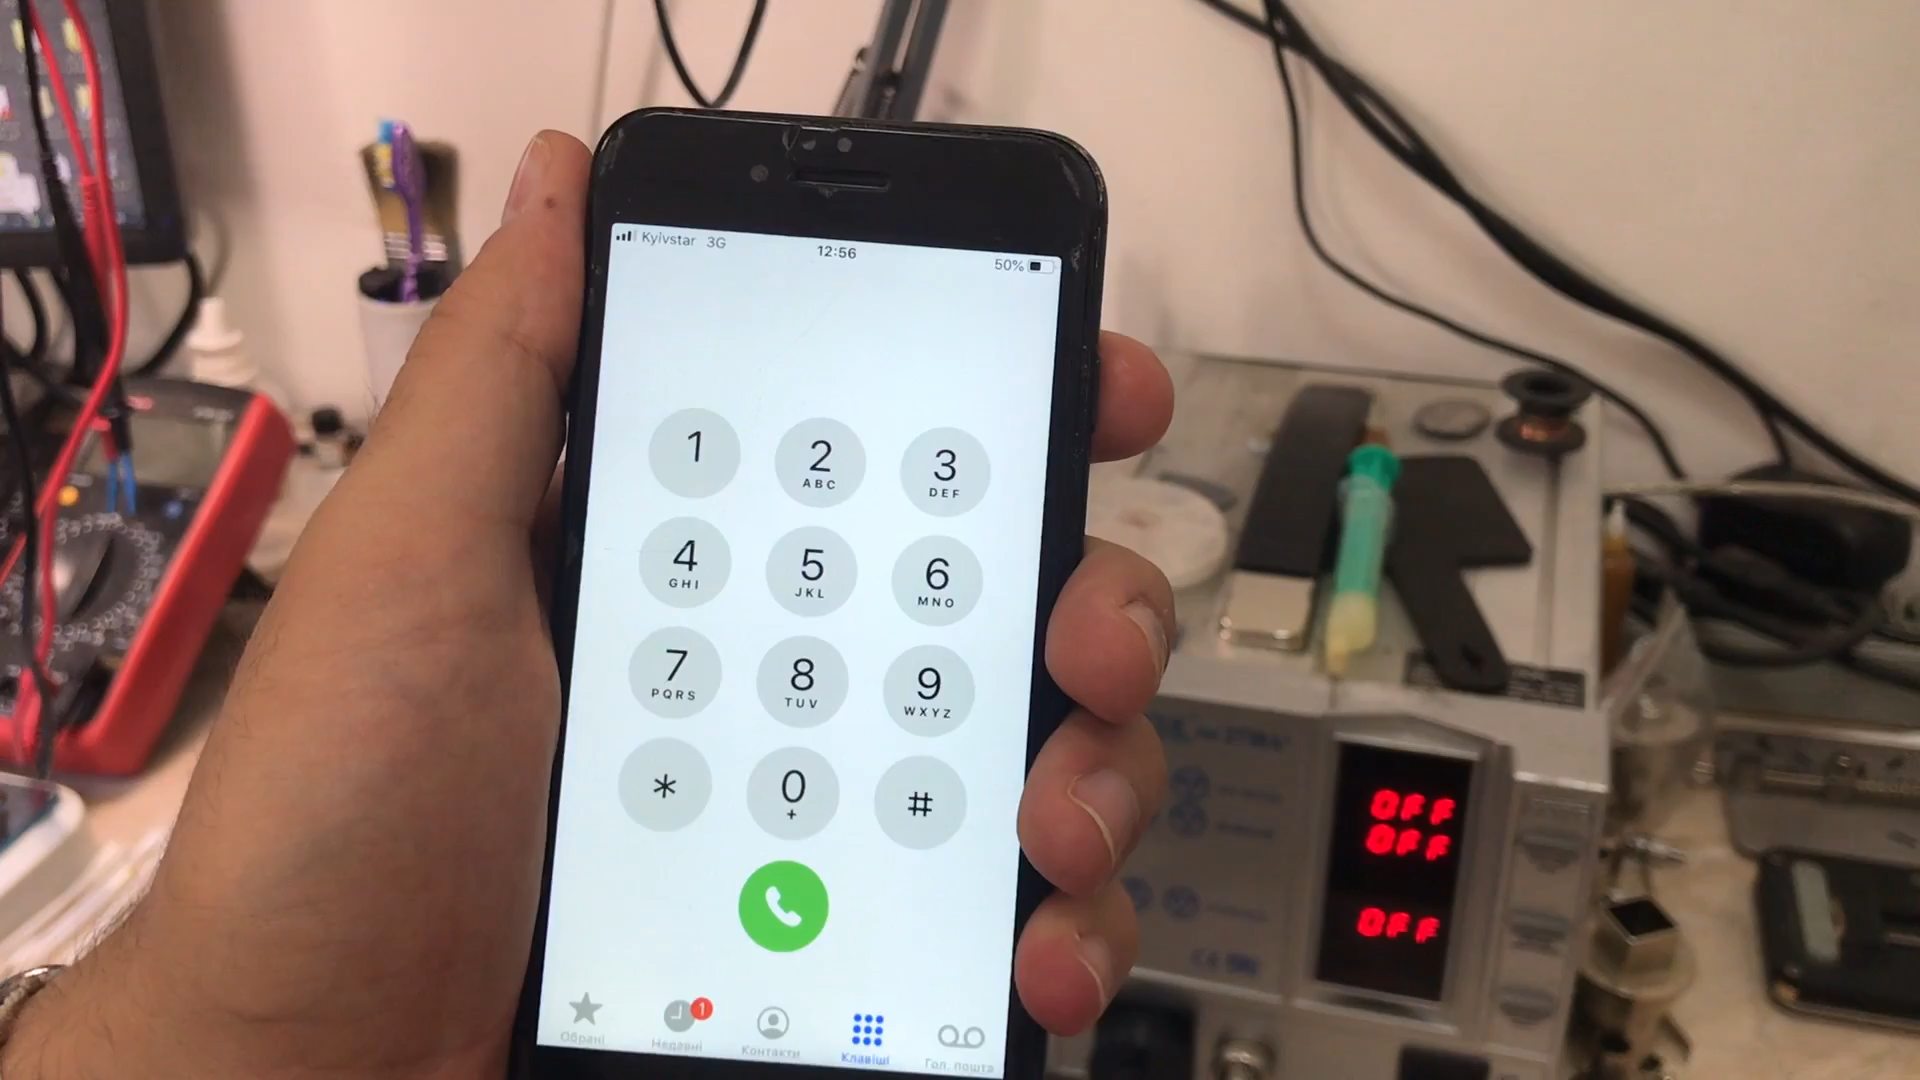 Kyivstar 3G 12:56 50%
1 2 3
ABC DEF
4 5 6
GHI JKL MNO
7 8 9
PQRS TUV WXYZ
* 0 #
+
1
Обрані Недавні Контакти Клавіші Гол. пошта
OFF
OFF
OFF